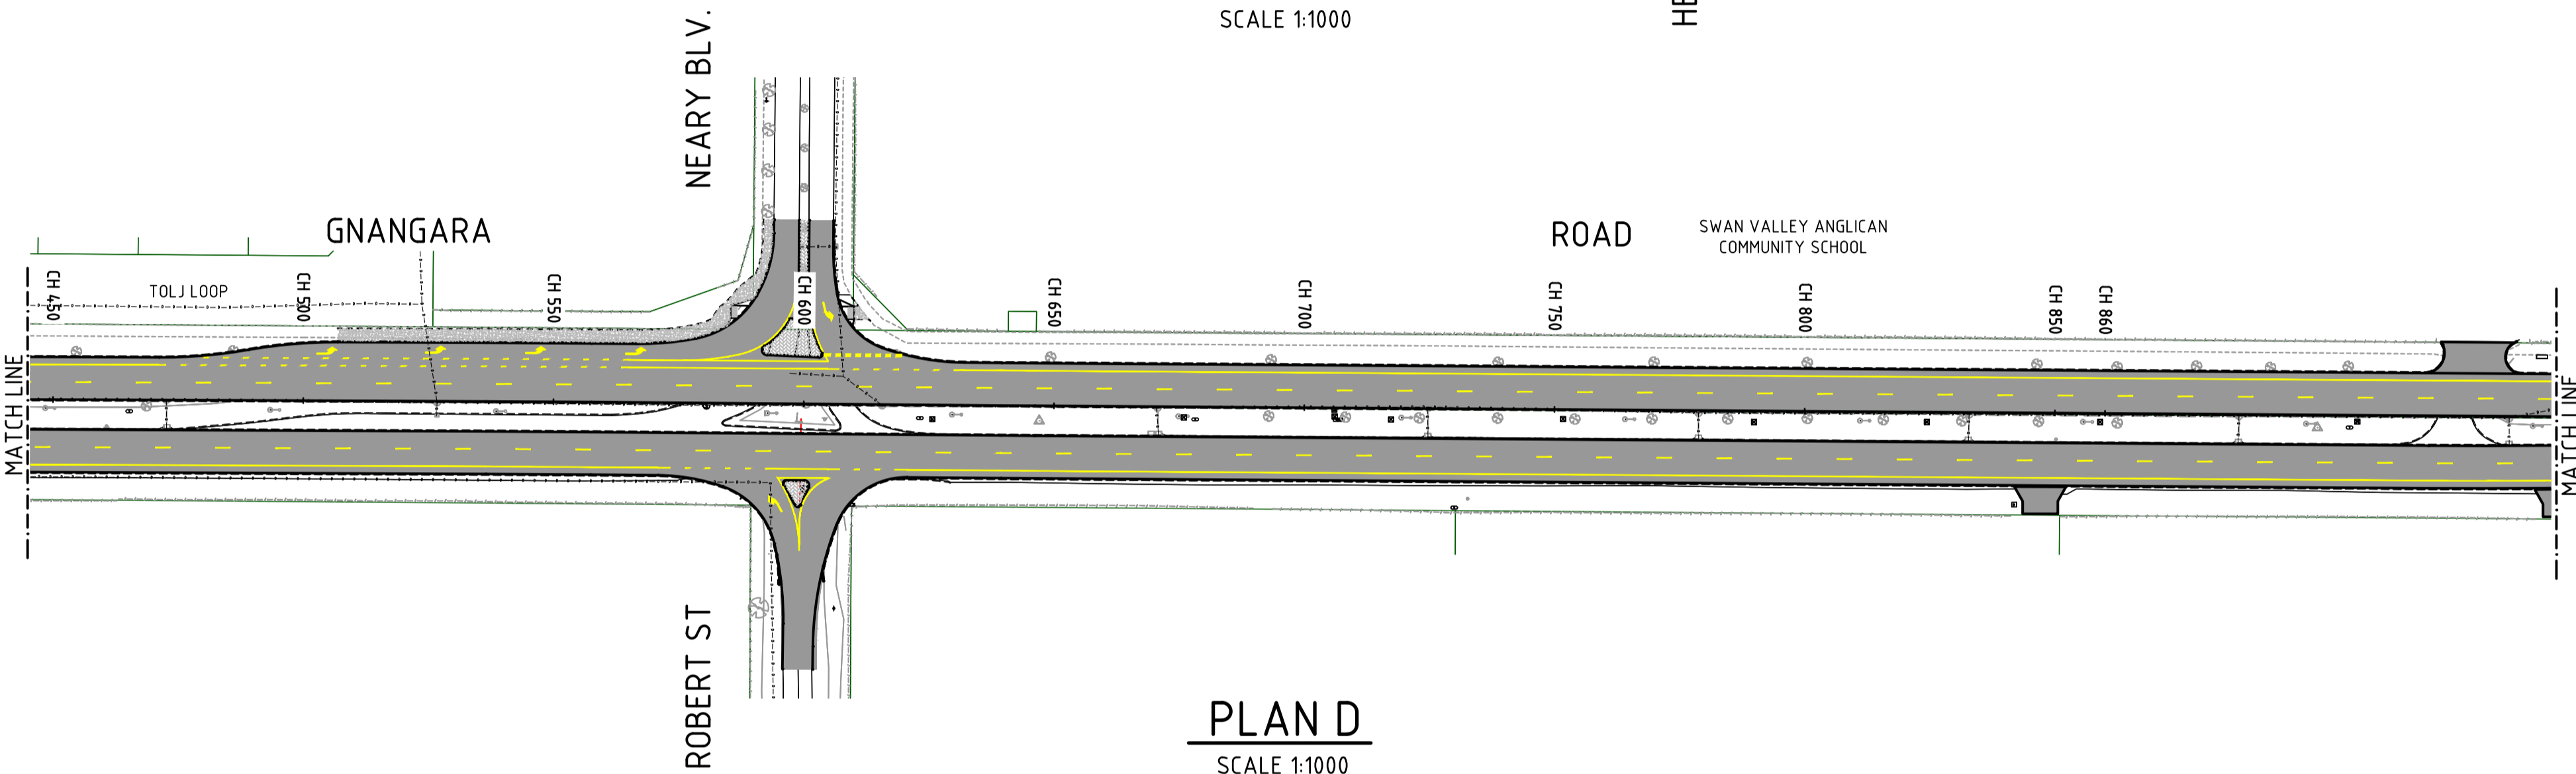 SCALE 1:1000
NEARY BLV.
GNANGARA
ROAD
SWAN VALLEY ANGLICAN
COMMUNITY SCHOOL
TOLJ LOOP
CH 450
CH 500
CH 550
CH 600
CH 650
CH 700
CH 750
CH 800
CH 850
CH 860
MATCH LINE
MATCH LINE
ROBERT ST
PLAN D
SCALE 1:1000